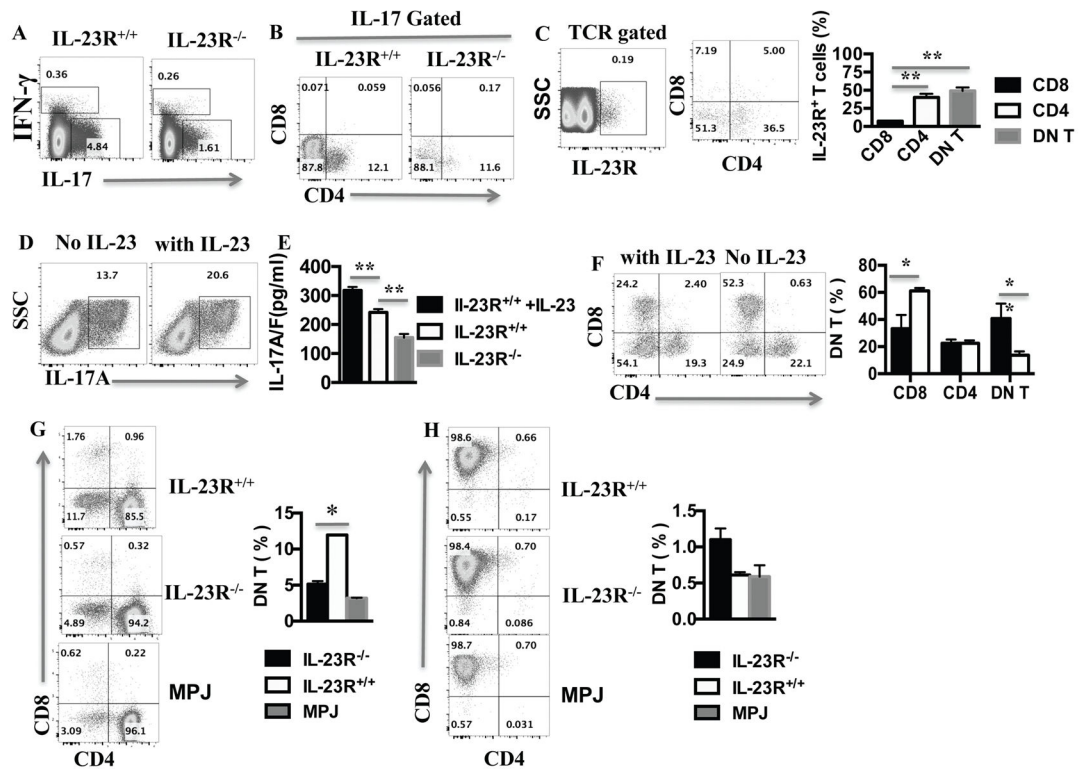 A
IL-23R+/+ IL-23R-/-
0.36
0.26
4.84
1.61
IFN-γ
IL-17
B
IL-17 Gated
IL-23R+/+ IL-23R-/-
0.071 0.059
0.056 0.17
87.8 12.1
88.1 11.6
CD8
CD4
C
TCR gated
0.19
SSC
IL-23R
7.19 5.00
51.3 36.5
CD8
CD4
IL-23R+ T cells (%)
100
75
50
25
0
**
**
CD8 CD4 DN T
CD8
CD4
DN T
D
No IL-23 with IL-23
13.7
20.6
SSC
IL-17A
E
IL-17A/F(pg/ml)
400
300
200
100
0
**
**
Il-23R+/+ +IL-23
IL-23R+/+
IL-23R-/-
F
with IL-23 No IL-23
24.2 2.40
52.3 0.63
54.1 19.3
24.9 22.1
CD8
CD4
DN T ( % )
80
60
40
20
0
*
*
*
CD8 CD4 DN T
G
1.76 0.96
11.7 85.5
IL-23R+/+
0.57 0.32
4.89 94.2
IL-23R-/-
0.62 0.22
3.09 96.1
MPJ
CD8
CD4
DN T ( % )
15
10
5
0
*
IL-23R-/-
IL-23R+/+
MPJ
H
98.6 0.66
0.55 0.17
IL-23R+/+
98.4 0.70
0.84 0.086
IL-23R-/-
98.7 0.70
0.57 0.031
MPJ
CD8
CD4
DN T ( % )
1.5
1.0
0.5
0.0
IL-23R-/-
IL-23R+/+
MPJ